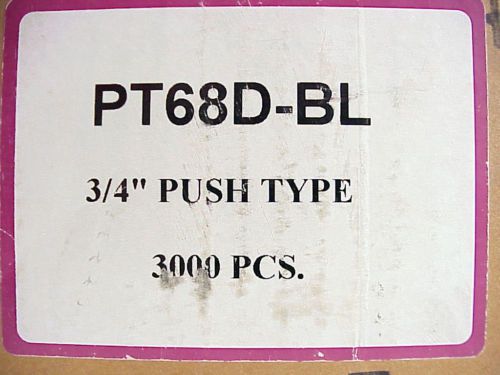 PT68D-BL
3/4" PUSH TYPE
3000 PCS.